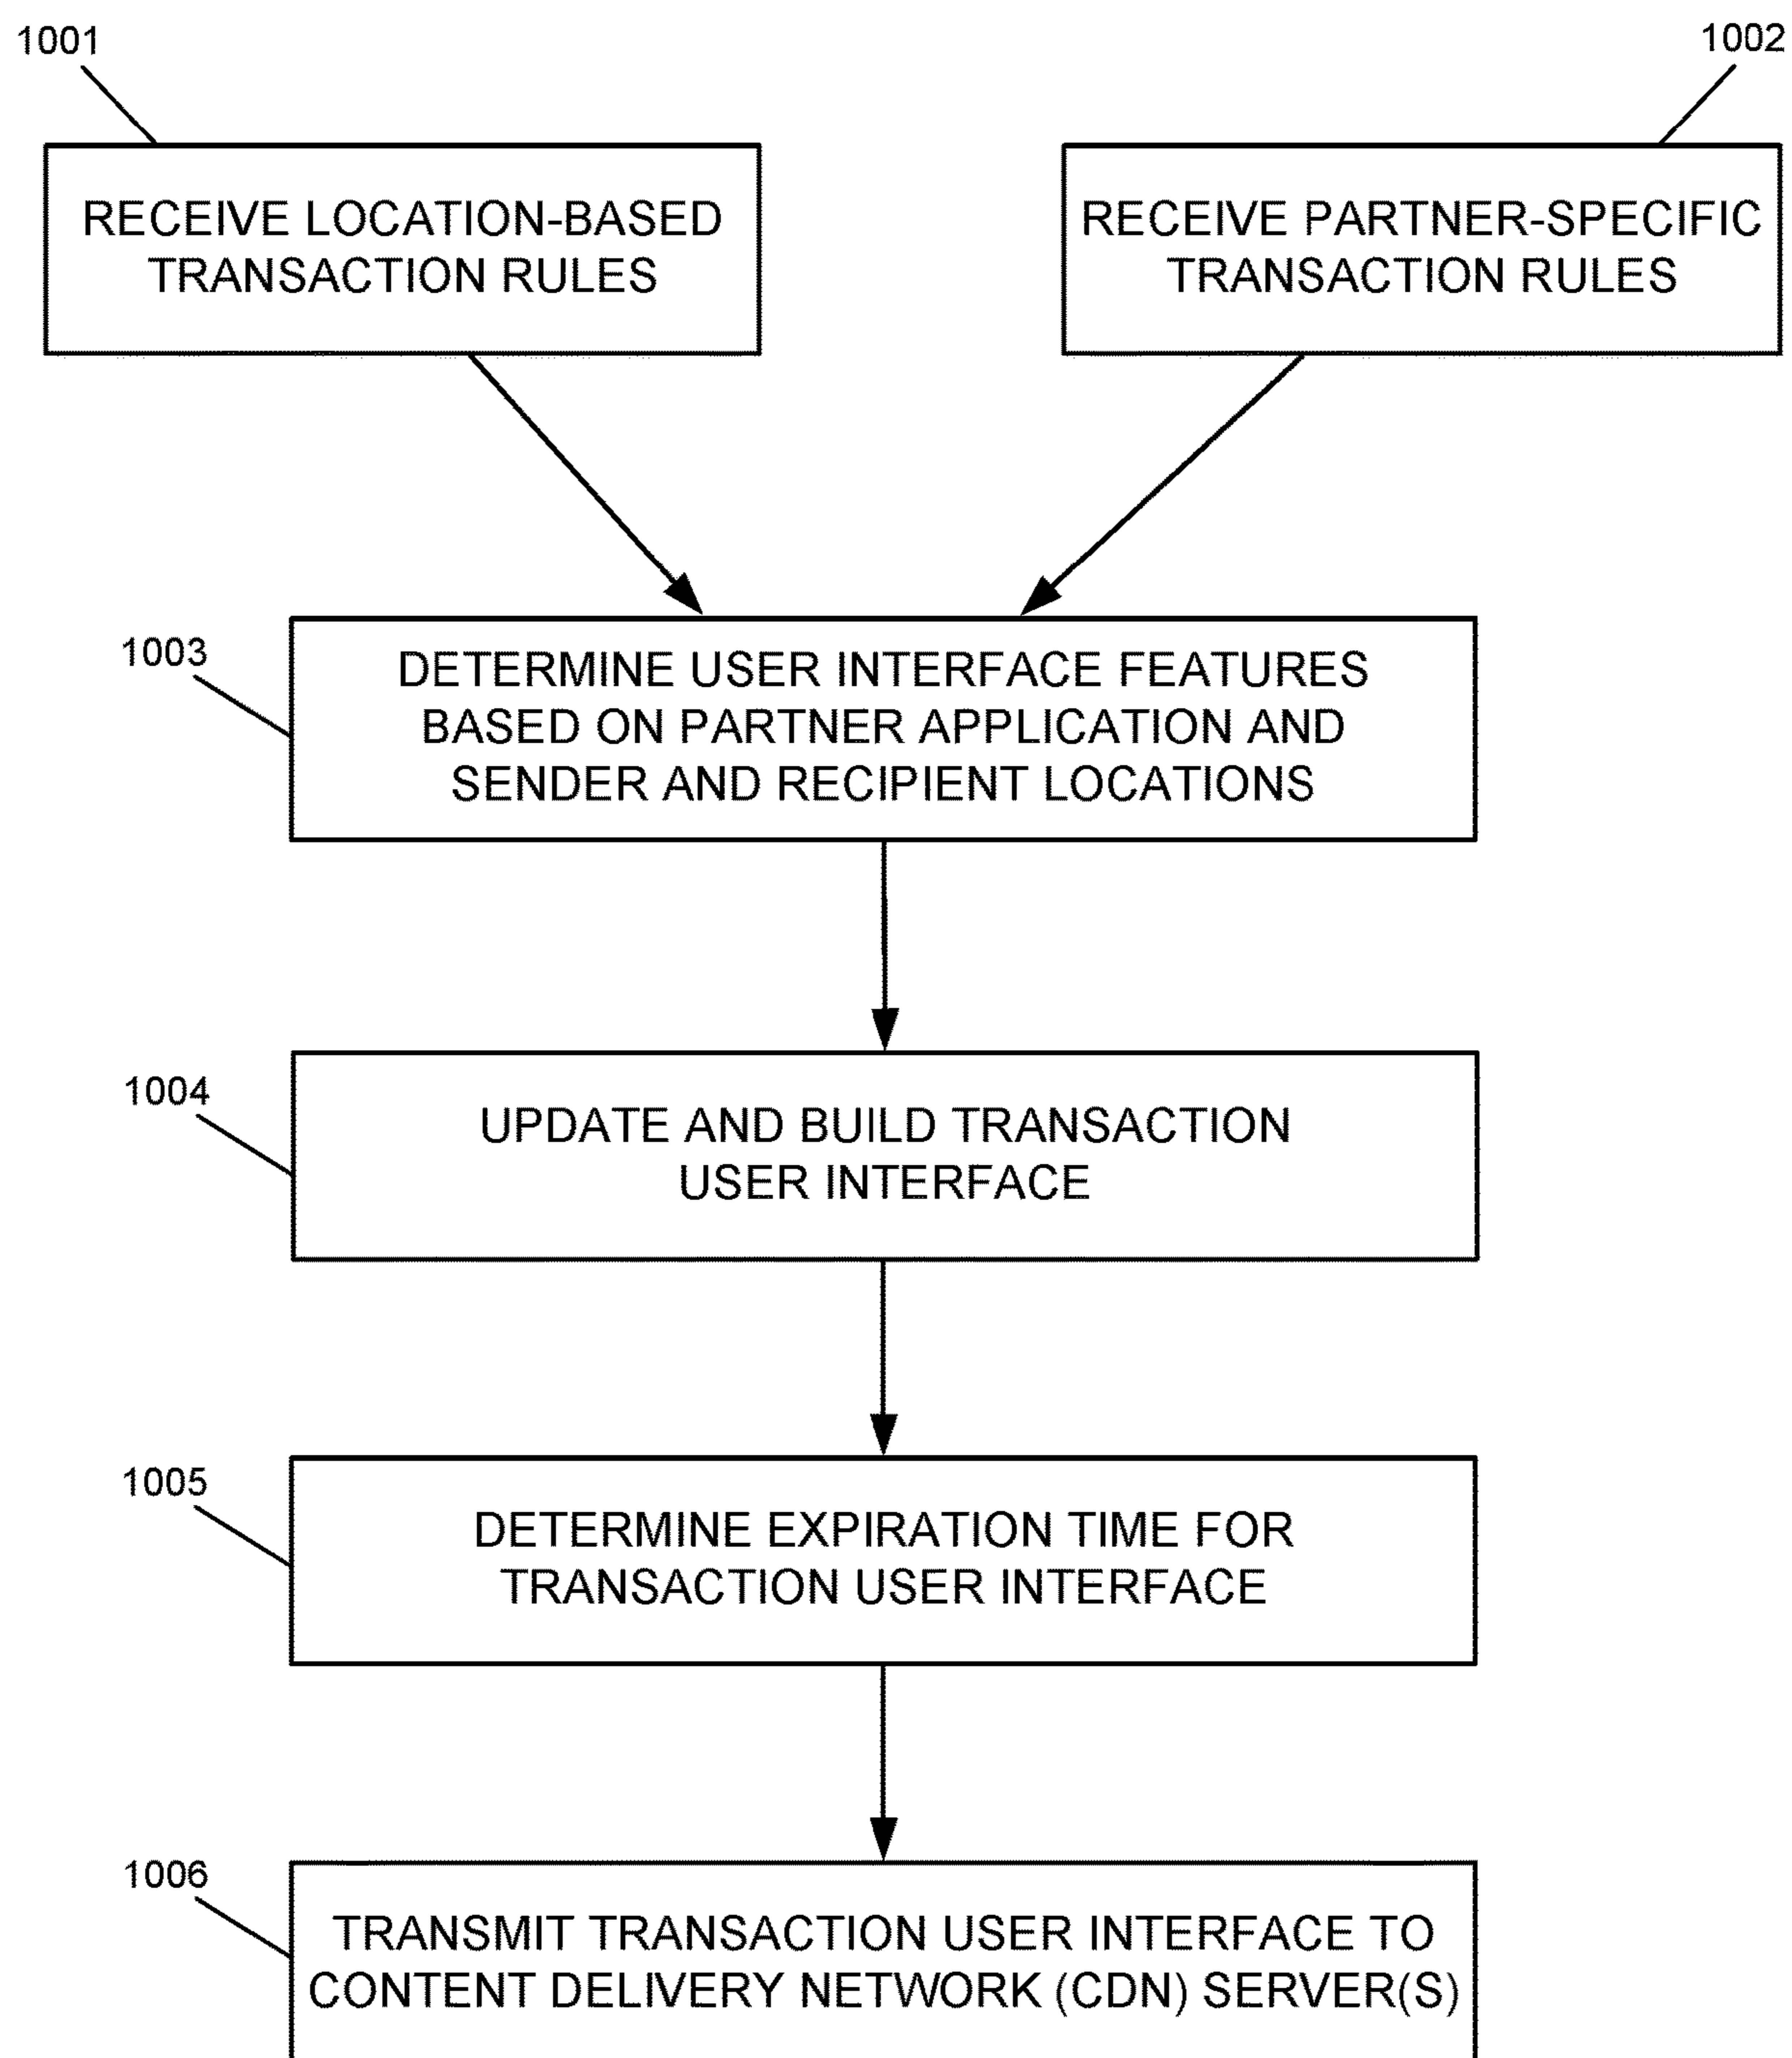 1001
1002
RECEIVE LOCATION-BASED
TRANSACTION RULES
RECEIVE PARTNER-SPECIFIC
TRANSACTION RULES
1003
DETERMINE USER INTERFACE FEATURES
BASED ON PARTNER APPLICATION AND
SENDER AND RECIPIENT LOCATIONS
1004
UPDATE AND BUILD TRANSACTION
USER INTERFACE
1005
DETERMINE EXPIRATION TIME FOR
TRANSACTION USER INTERFACE
1006
TRANSMIT TRANSACTION USER INTERFACE TO
CONTENT DELIVERY NETWORK (CDN) SERVER(S)